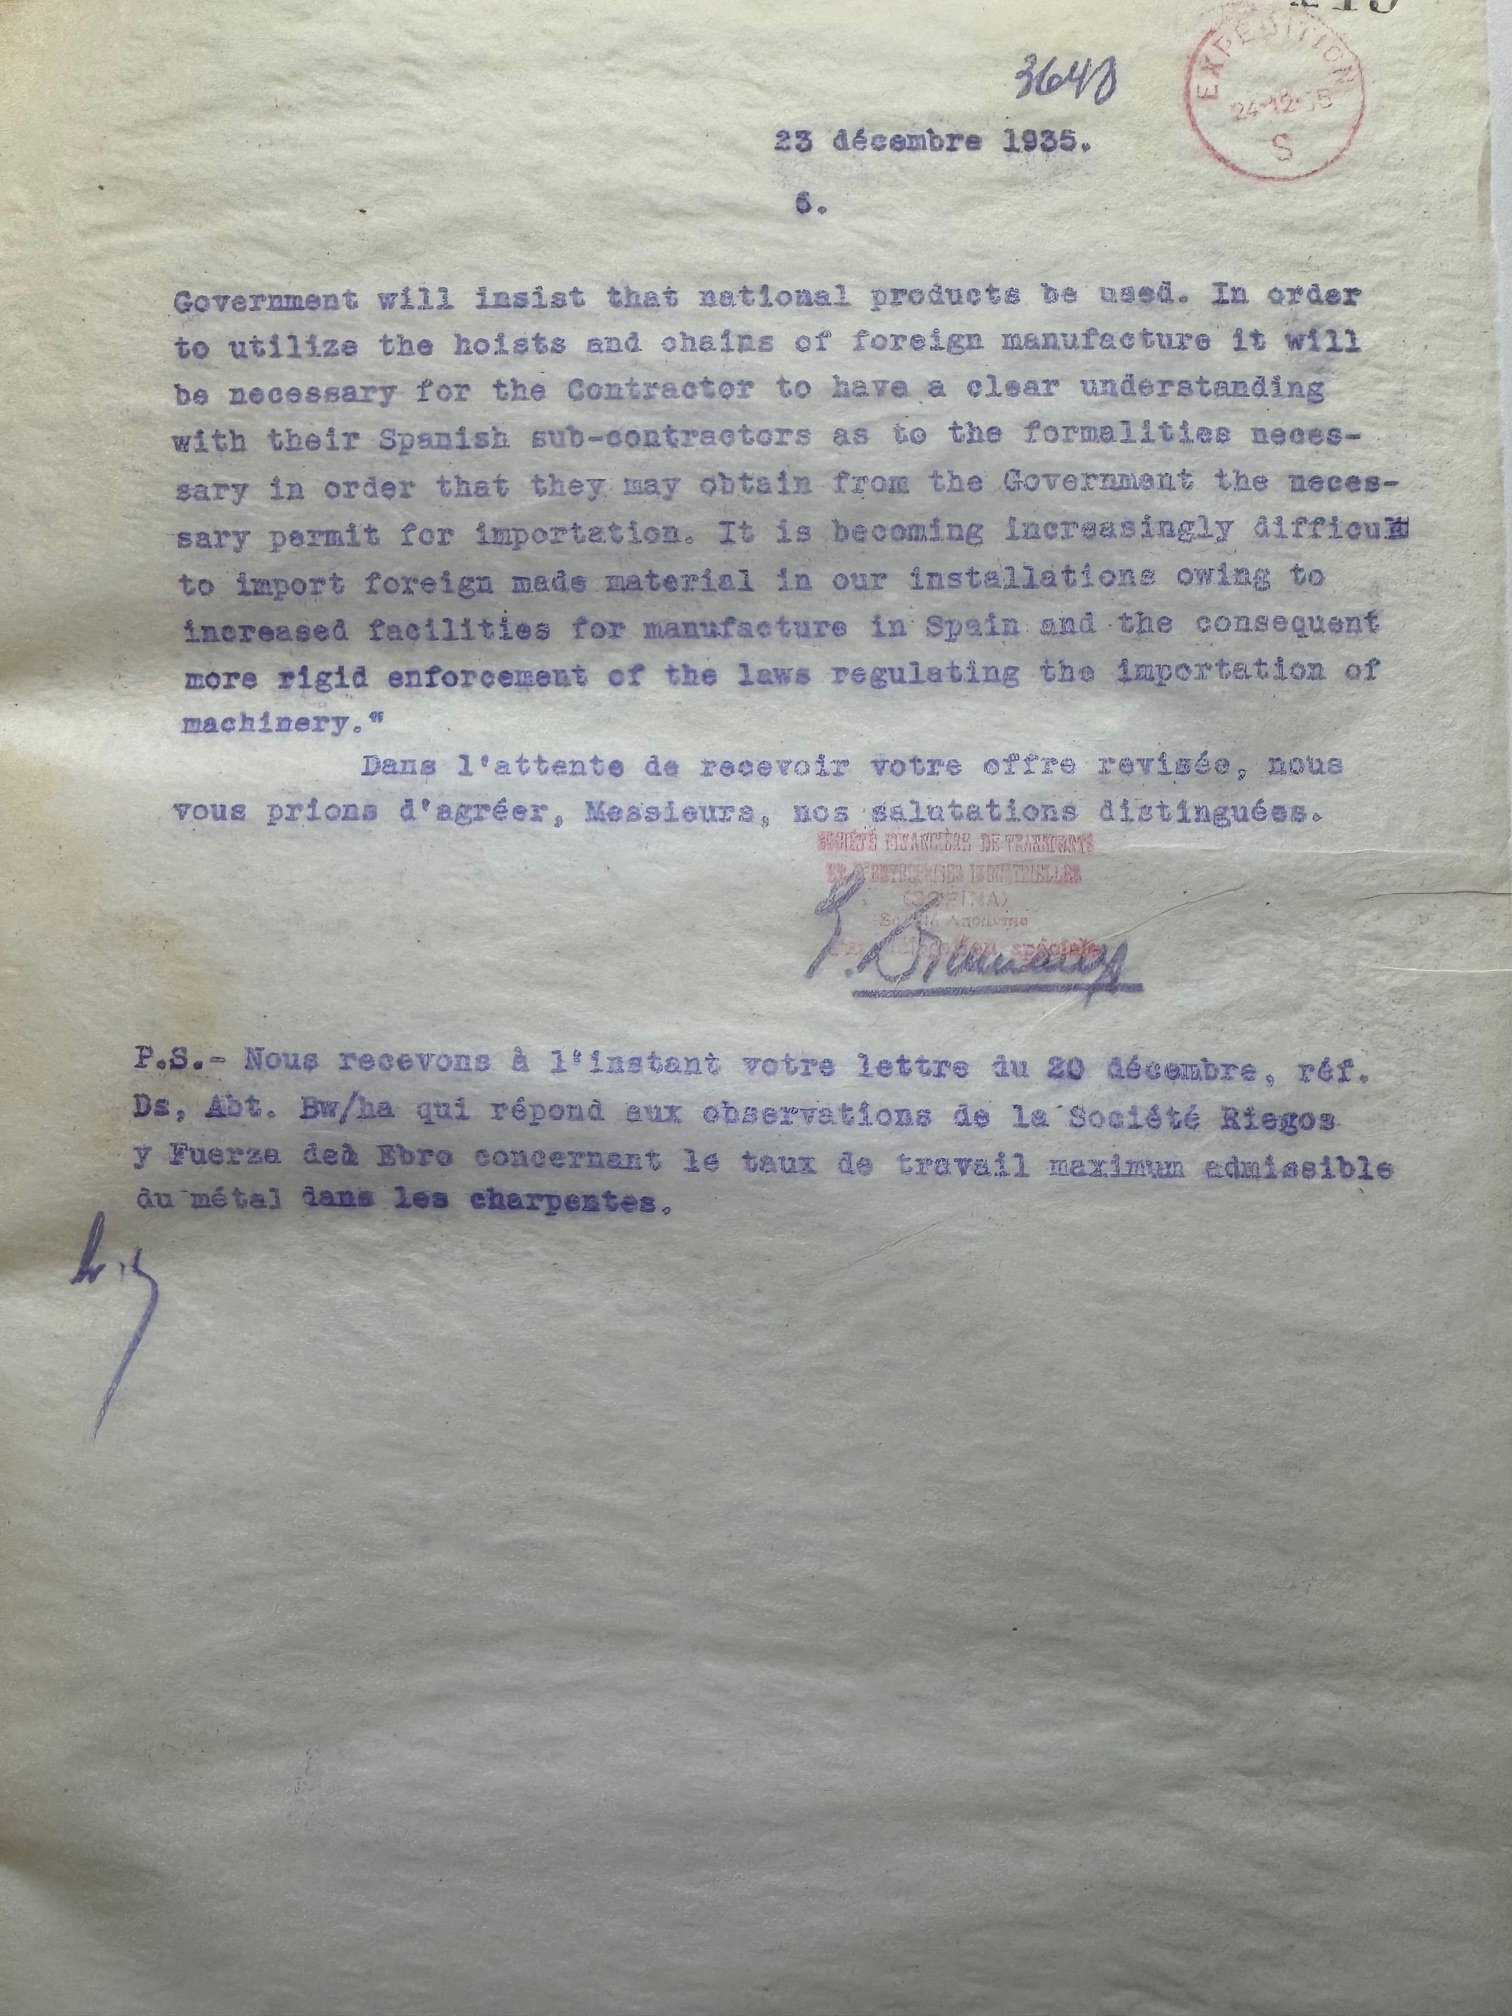 3648
EXPEDITION
24-12-35
S
23 décembre 1935.
6.
Government will insist that national products be used. In order
to utilize the hoists and chains of foreign manufacture it will
be necessary for the Contractor to have a clear understanding
with their Spanish sub-contractors as to the formalities neces-
sary in order that they may obtain from the Government the neces-
sary permit for importation. It is becoming increasingly difficult
to import foreign made material in our installations owing to
increased facilities for manufacture in Spain and the consequent
more rigid enforcement of the laws regulating the importation of
machinery."
Dans l'attente de recevoir votre offre revisée, nous
vous prions d'agréer, Messieurs, nos salutations distinguées.
SOCIÉTÉ FINANCIÈRE DE TRANSPORTS
ET D'ENTREPRISES INDUSTRIELLES
(SOFINA)
Société Anonyme
spéciale
P.S.- Nous recevons à l'instant votre lettre du 20 décembre, réf.
Ds, Abt. Bw/ha qui répond aux observations de la Société Riegos
y Fuerza del Ebro concernant le taux de travail maximum admissible
du métal dans les charpentes.